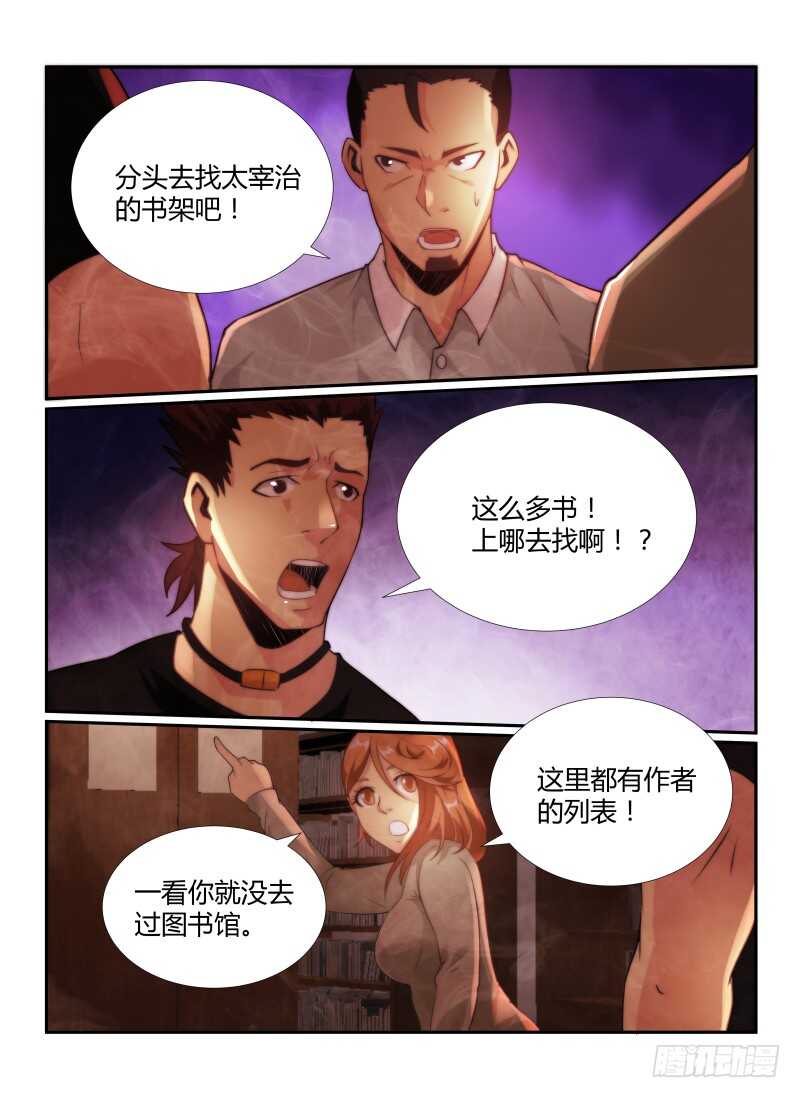 分头去找太宰治
的书架吧！
这么多书！
上哪去找啊！？
这里都有作者
的列表！
一看你就没去
过图书馆。
腾讯动漫